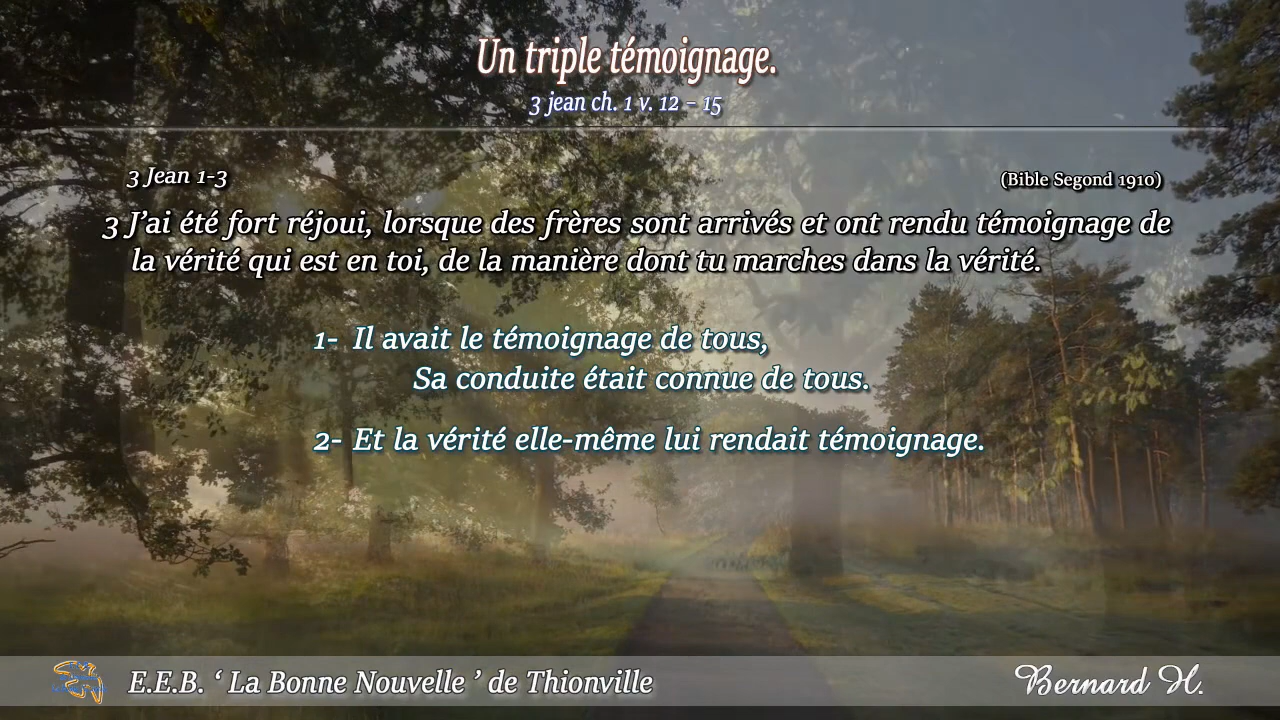 Un triple témoignage.
3 jean ch. 1 v. 12 – 15
3 Jean 1-3
(Bible Segond 1910)
3 J’ai été fort réjoui, lorsque des frères sont arrivés et ont rendu témoignage de
la vérité qui est en toi, de la manière dont tu marches dans la vérité.
1- Il avait le témoignage de tous,
Sa conduite était connue de tous.
2- Et la vérité elle-même lui rendait témoignage.
E.E.B. ‘ La Bonne Nouvelle ’ de Thionville
Bernard H.